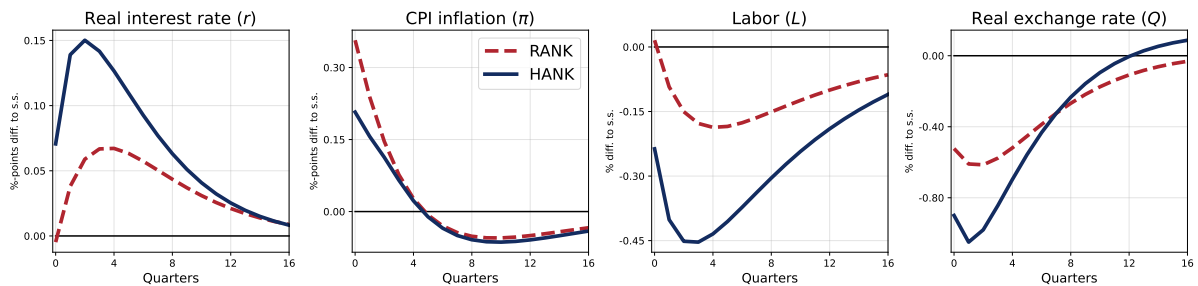 Real interest rate (r)
%-points diff. to s.s.
0.15
0.10
0.05
0.00
0 4 8 12 16
Quarters
CPI inflation (π)
%-points diff. to s.s.
0.30
0.15
0.00
RANK
HANK
0 4 8 12 16
Quarters
Labor (L)
% diff. to s.s.
0.00
-0.15
-0.30
-0.45
0 4 8 12 16
Quarters
Real exchange rate (Q)
% diff. to s.s.
0.00
-0.40
-0.80
0 4 8 12 16
Quarters